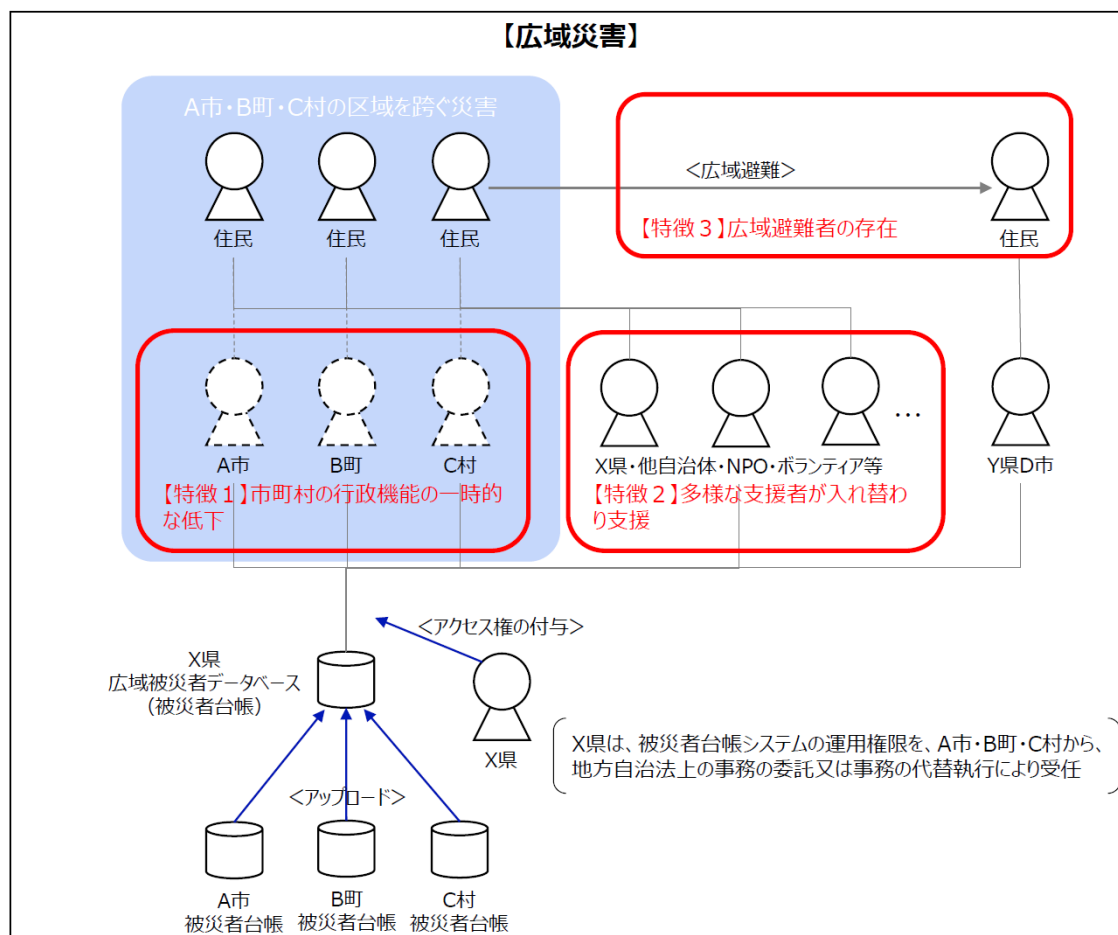 【広域災害】
A市・B町・C村の区域を跨ぐ災害
<広域避難>
【特徴3】広域避難者の存在
住民
住民
住民
住民
A市
B町
C村
【特徴1】市町村の行政機能の一時的
な低下
…
X県・他自治体・NPO・ボランティア等
【特徴2】多様な支援者が入れ替わ
り支援
Y県D市
<アクセス権の付与>
X県
広域被災者データベース
(被災者台帳)
X県
X県は、被災者台帳システムの運用権限を、A市・B町・C村から、
地方自治法上の事務の委託又は事務の代替執行により受任
<アップロード>
A市
被災者台帳
B町
被災者台帳
C村
被災者台帳